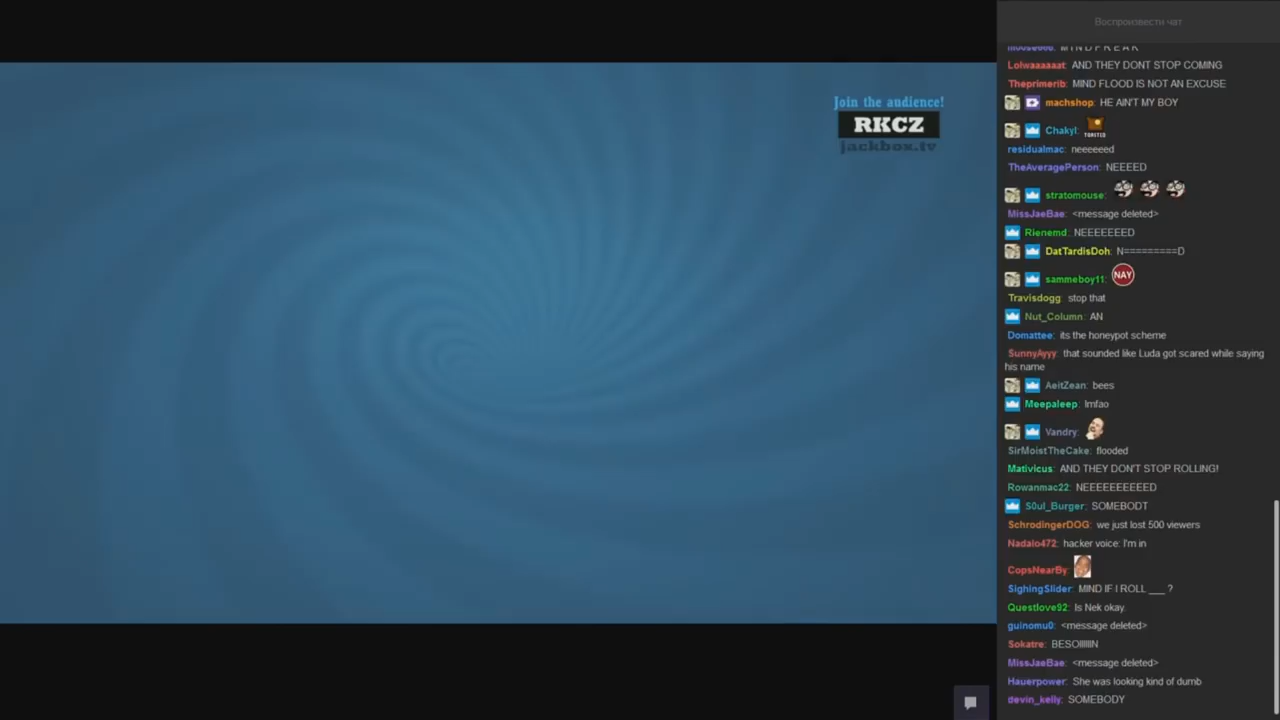 Join the audience!
RKCZ
jackbox.tv
Воспроизвести чат
moose666: M I N D F R E A K
Lolwaaaaaat: AND THEY DONT STOP COMING
Theprimerib: MIND FLOOD IS NOT AN EXCUSE
machshop: HE AIN'T MY BOY
Chakyl:
residualmac: neeeeeed
TheAveragePerson: NEEEED
stratomouse:
MissJaeBae: <message deleted>
Rienemd: NEEEEEEED
DatTardisDoh: N=========D
sammeboy11: NAY
Travisdogg stop that
Nut_Column: AN
Domattee: its the honeypot scheme
SunnyAyyy: that sounded like Luda got scared while saying
his name
AeitZean: bees
Meepaleep: lmfao
Vandry:
SirMoistTheCake: flooded
Mativicus: AND THEY DON'T STOP ROLLING!
Rowanmac22: NEEEEEEEEEED
S0ul_Burger: SOMEBODT
SchrodingerDOG: we just lost 500 viewers
Nadalo472: hacker voice: I'm in
CopsNearBy:
SighingSlider: MIND IF I ROLL ___ ?
Questlove92: Is Nek okay.
guinomu0: <message deleted>
Sokatre: BESOIIIIIN
MissJaeBae: <message deleted>
Hauerpower: She was looking kind of dumb
devin_kelly: SOMEBODY